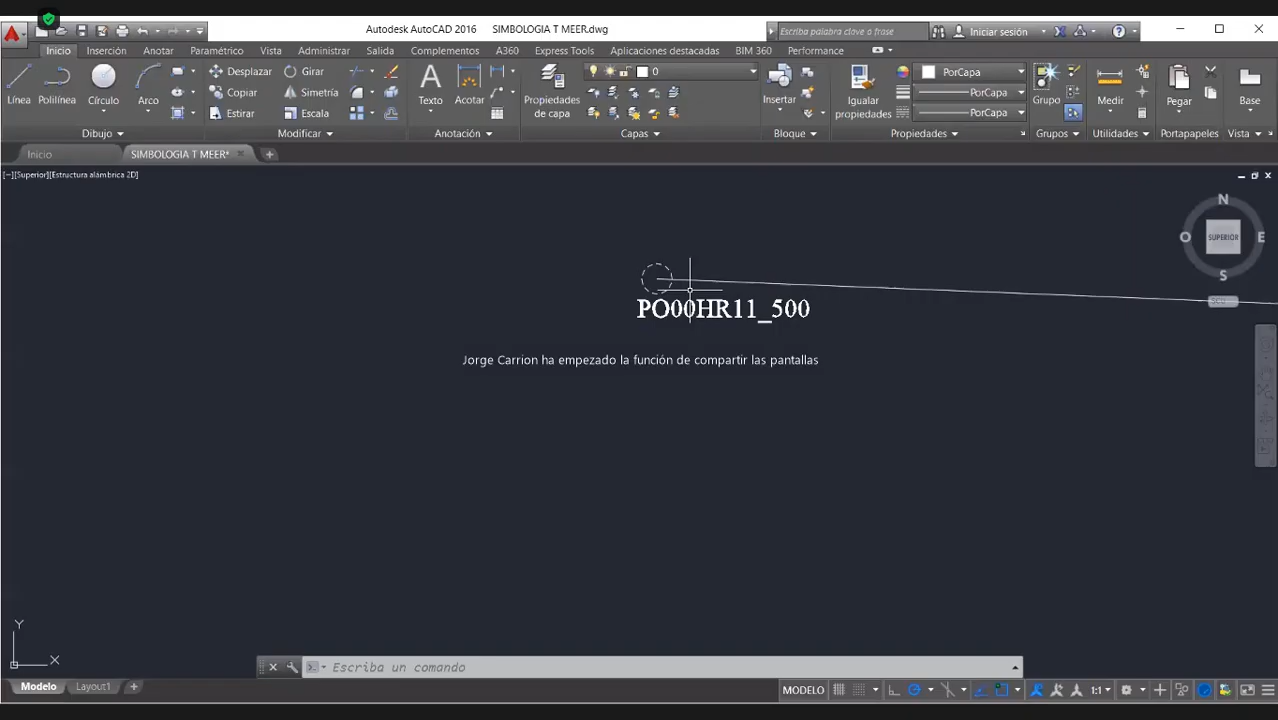 Autodesk AutoCAD 2016 SIMBOLOGIA T MEER.dwg
Escriba palabra clave o frase
Iniciar sesión
Inicio Inserción Anotar Paramétrico Vista Administrar Salida Complementos A360 Express Tools Aplicaciones destacadas BIM 360 Performance
Línea Polilínea Círculo Arco
Desplazar Girar
Copiar Simetría
Estirar Escala
Texto Acotar
Propiedades de capa
0
Insertar
Igualar propiedades
PorCapa
PorCapa
PorCapa
Grupo Medir Pegar Base
Dibujo Modificar Anotación Capas Bloque Propiedades Grupos Utilidades Portapapeles Vista
Inicio SIMBOLOGIA T MEER*
[−][Superior][Estructura alámbrica 2D]
N
O SUPERIOR E
S
PO00HR11_500
Jorge Carrion ha empezado la función de compartir las pantallas
Y
X
Escriba un comando
Modelo Layout1
MODELO 1:1